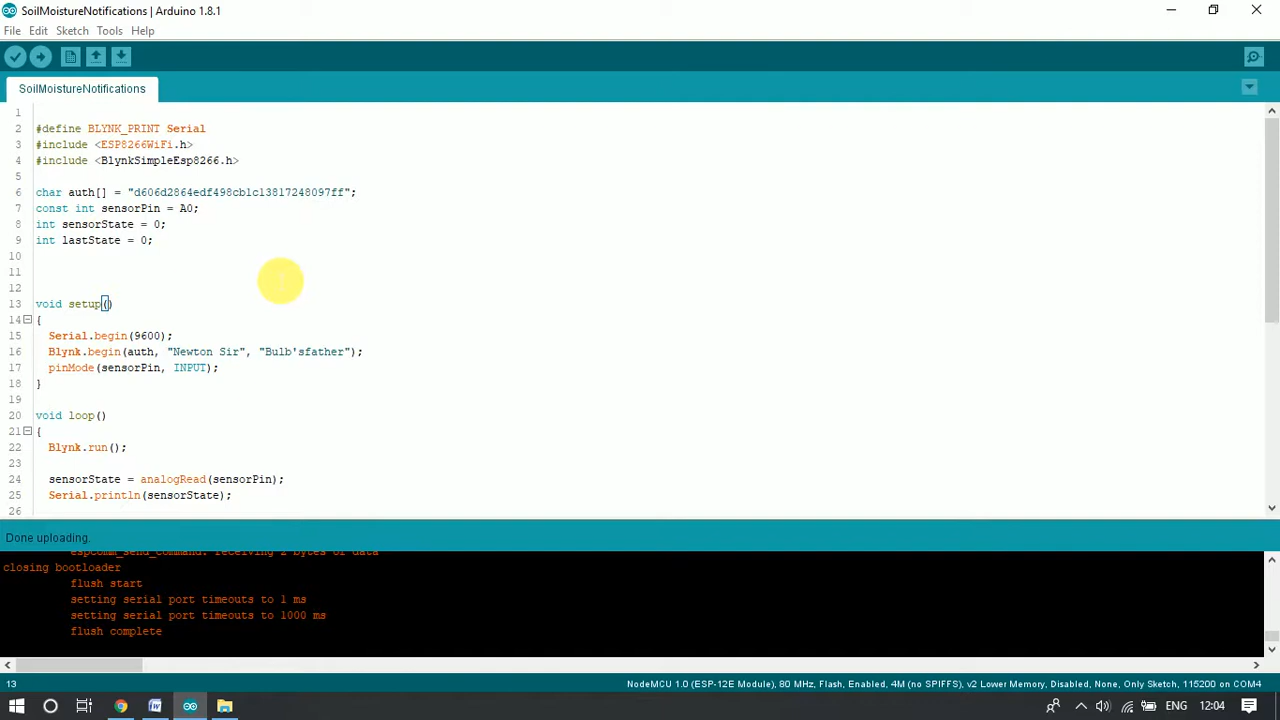 SoilMoistureNotifications | Arduino 1.8.1
File Edit Sketch Tools Help
SoilMoistureNotifications
1
2 #define BLYNK_PRINT Serial
3 #include <ESP8266WiFi.h>
4 #include <BlynkSimpleEsp8266.h>
5
6 char auth[] = "d606d2864edf498cb1c13817248097ff";
7 const int sensorPin = A0;
8 int sensorState = 0;
9 int lastState = 0;
10
11
12
13 void setup()
14 {
15 Serial.begin(9600);
16 Blynk.begin(auth, "Newton Sir", "Bulb'sfather");
17 pinMode(sensorPin, INPUT);
18 }
19
20 void loop()
21 {
22 Blynk.run();
23
24 sensorState = analogRead(sensorPin);
25 Serial.println(sensorState);
26
Done uploading.
espcomm_send_command: receiving 2 bytes of data
closing bootloader
flush start
setting serial port timeouts to 1 ms
setting serial port timeouts to 1000 ms
flush complete
13 NodeMCU 1.0 (ESP-12E Module), 80 MHz, Flash, Enabled, 4M (no SPIFFS), v2 Lower Memory, Disabled, None, Only Sketch, 115200 on COM4
ENG 12:04